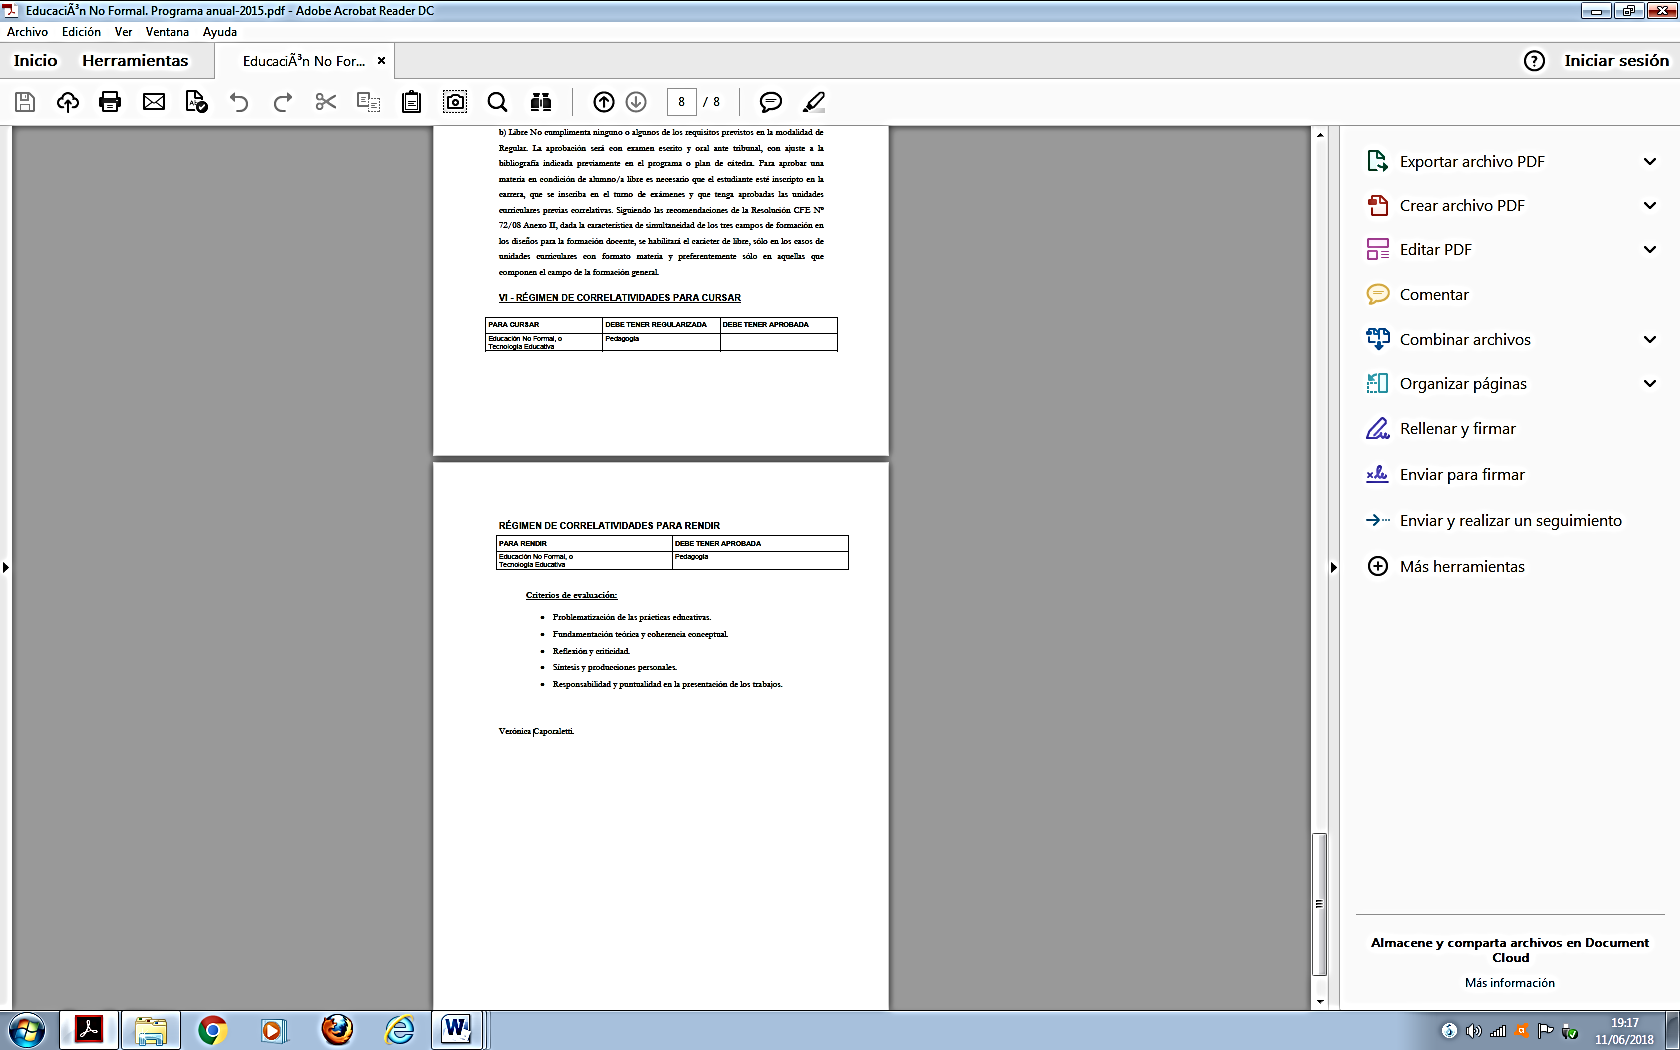 EducaciÃ³n No Formal. Programa anual-2015.pdf - Adobe Acrobat Reader DC
Archivo Edición Ver Ventana Ayuda
Inicio Herramientas EducaciÃ³n No For... × ? Iniciar sesión
8 / 8
b) Libre No cumplimenta ninguno o algunos de los requisitos previstos en la modalidad de
Regular. La aprobación será con examen escrito y oral ante tribunal, con ajuste a la
bibliografía indicada previamente en el programa o plan de cátedra. Para aprobar una
materia en condición de alumno/a libre es necesario que el estudiante esté inscripto en la
carrera, que se inscriba en el turno de exámenes y que tenga aprobadas las unidades
curriculares previas correlativas. Siguiendo las recomendaciones de la Resolución CFE Nº
72/08 Anexo II, dada la característica de simultaneidad de los tres campos de formación en
los diseños para la formación docente, se habilitará el carácter de libre, sólo en los casos de
unidades curriculares con formato materia y preferentemente sólo en aquellas que
componen el campo de la formación general.
VI - RÉGIMEN DE CORRELATIVIDADES PARA CURSAR
PARA CURSAR DEBE TENER REGULARIZADA DEBE TENER APROBADA
Educación No Formal, o Pedagogía
Tecnología Educativa
RÉGIMEN DE CORRELATIVIDADES PARA RENDIR
PARA RENDIR DEBE TENER APROBADA
Educación No Formal, o Pedagogía
Tecnología Educativa
Criterios de evaluación:
• Problematización de las prácticas educativas.
• Fundamentación teórica y coherencia conceptual.
• Reflexión y criticidad.
• Síntesis y producciones personales.
• Responsabilidad y puntualidad en la presentación de los trabajos.
Verónica Caporaletti.
Exportar archivo PDF
Crear archivo PDF
Editar PDF
Comentar
Combinar archivos
Organizar páginas
Rellenar y firmar
Enviar para firmar
Enviar y realizar un seguimiento
Más herramientas
Almacene y comparta archivos en Document
Cloud
Más información
19:17
11/06/2018